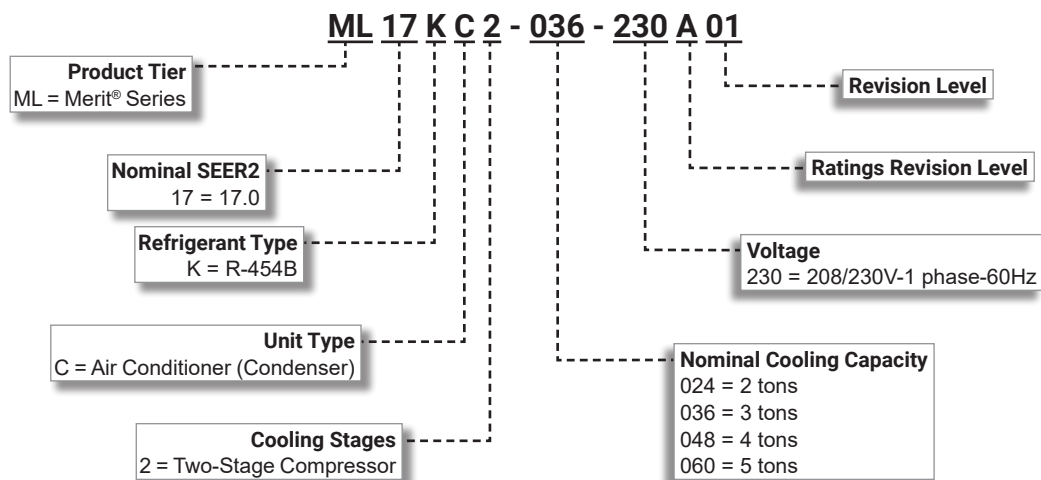 ML 17 K C 2 - 036 - 230 A 01
Product Tier
ML = Merit® Series
Nominal SEER2
17 = 17.0
Refrigerant Type
K = R-454B
Unit Type
C = Air Conditioner (Condenser)
Cooling Stages
2 = Two-Stage Compressor
Revision Level
Ratings Revision Level
Voltage
230 = 208/230V-1 phase-60Hz
Nominal Cooling Capacity
024 = 2 tons
036 = 3 tons
048 = 4 tons
060 = 5 tons